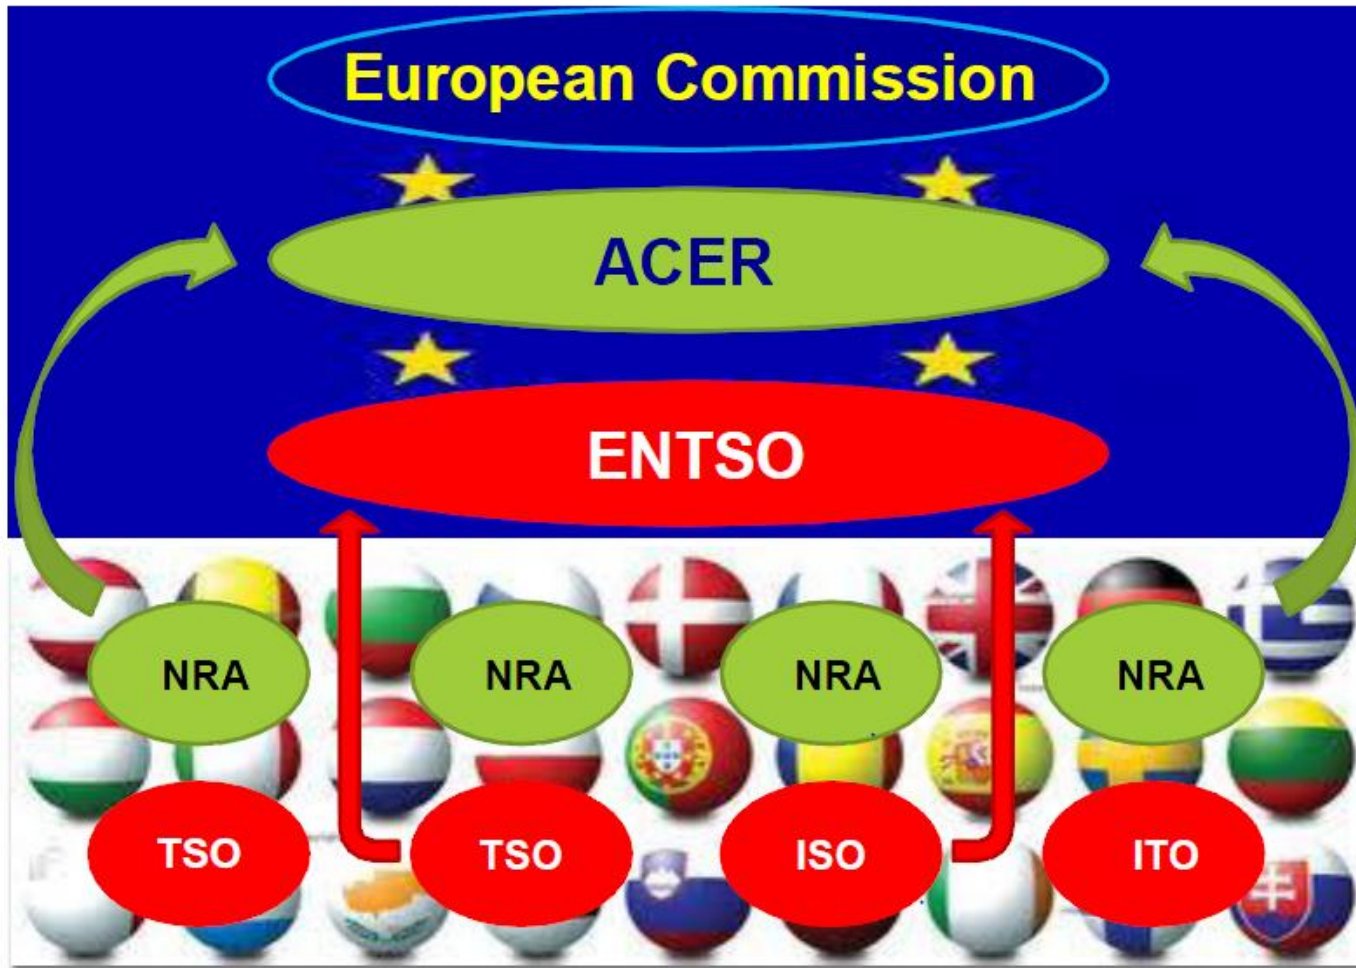 European Commission
ACER
ENTSO
NRA NRA NRA NRA
TSO TSO ISO ITO